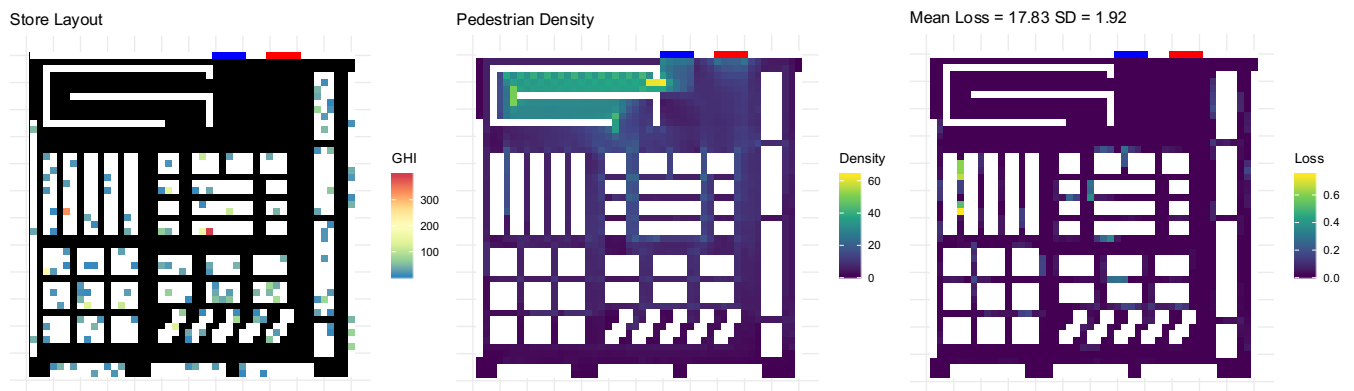 Store Layout
GHI
300
200
100
Pedestrian Density
Density
60
40
20
0
Mean Loss = 17.83 SD = 1.92
Loss
0.6
0.4
0.2
0.0